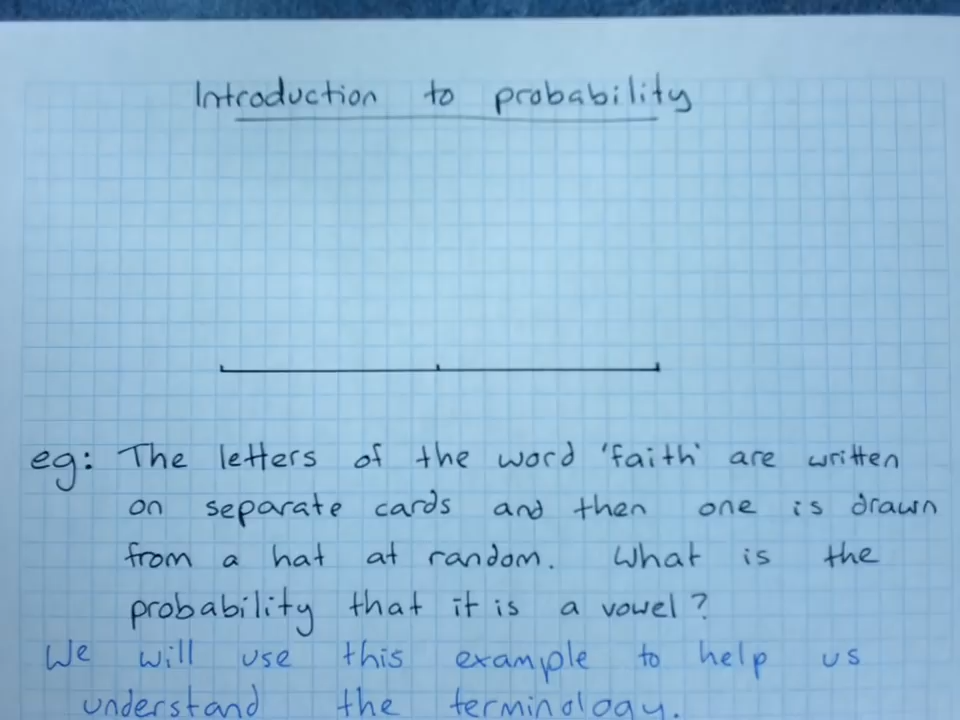 Introduction to probability
eg: The letters of the word 'faith' are written
on separate cards and then one is drawn
from a hat at random. What is the
probability that it is a vowel?
We will use this example to help us
understand the terminology.